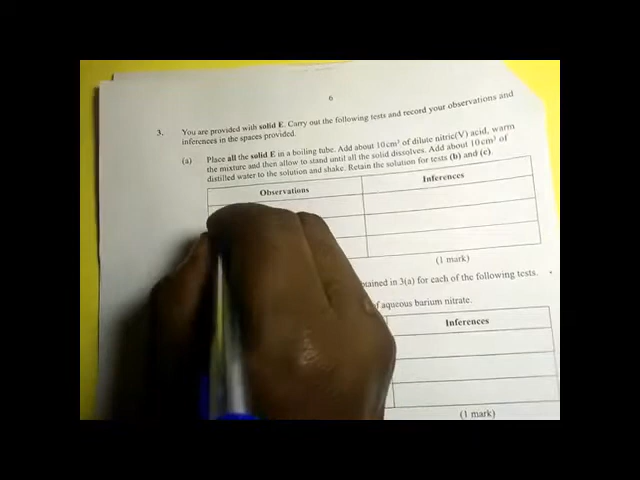 6
3. You are provided with solid E. Carry out the following tests and record your observations and
inferences in the spaces provided.
(a) Place all the solid E in a boiling tube. Add about 10 cm³ of dilute nitric(V) acid, warm
the mixture and then allow to stand until all the solid dissolves. Add about 10 cm³ of
distilled water to the solution and shake. Retain the solution for tests (b) and (c).
Observations Inferences
(1 mark)
in 3(a) for each of the following tests.
of aqueous barium nitrate.
Inferences
(1 mark)